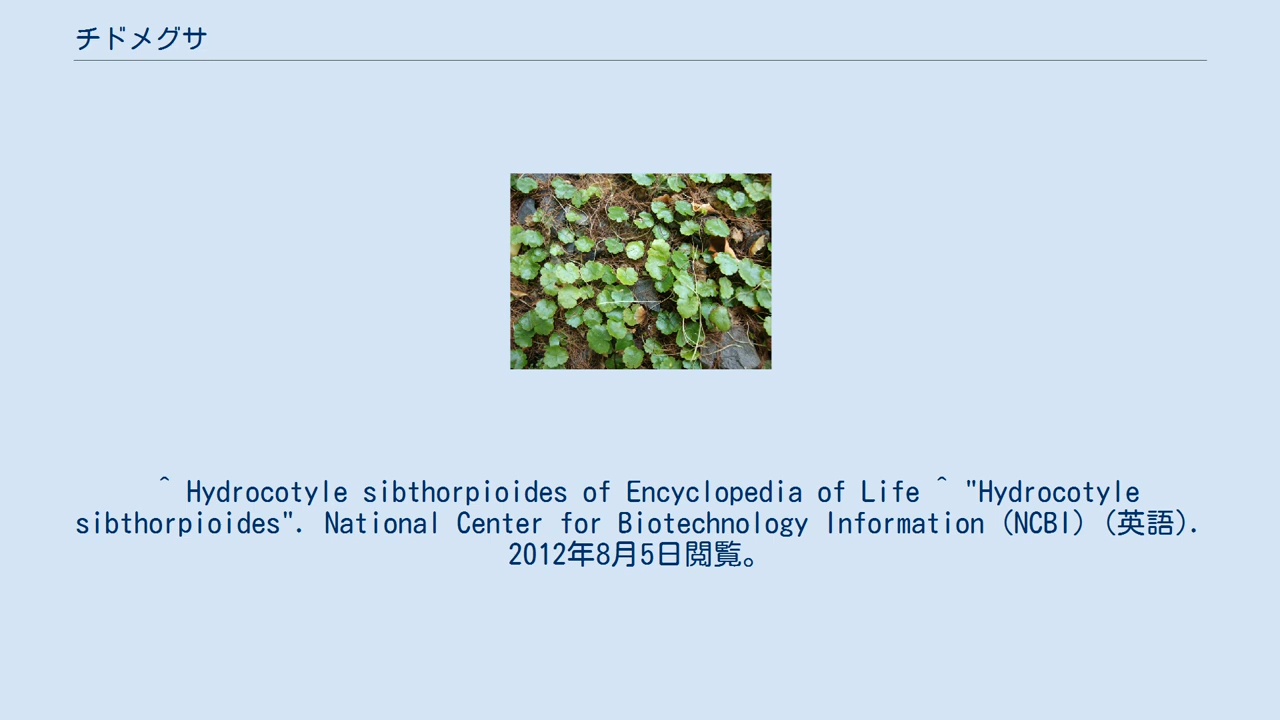 チドメグサ
^ Hydrocotyle sibthorpioides of Encyclopedia of Life ^ "Hydrocotyle
sibthorpioides". National Center for Biotechnology Information (NCBI) (英語).
2012年8月5日閲覧。